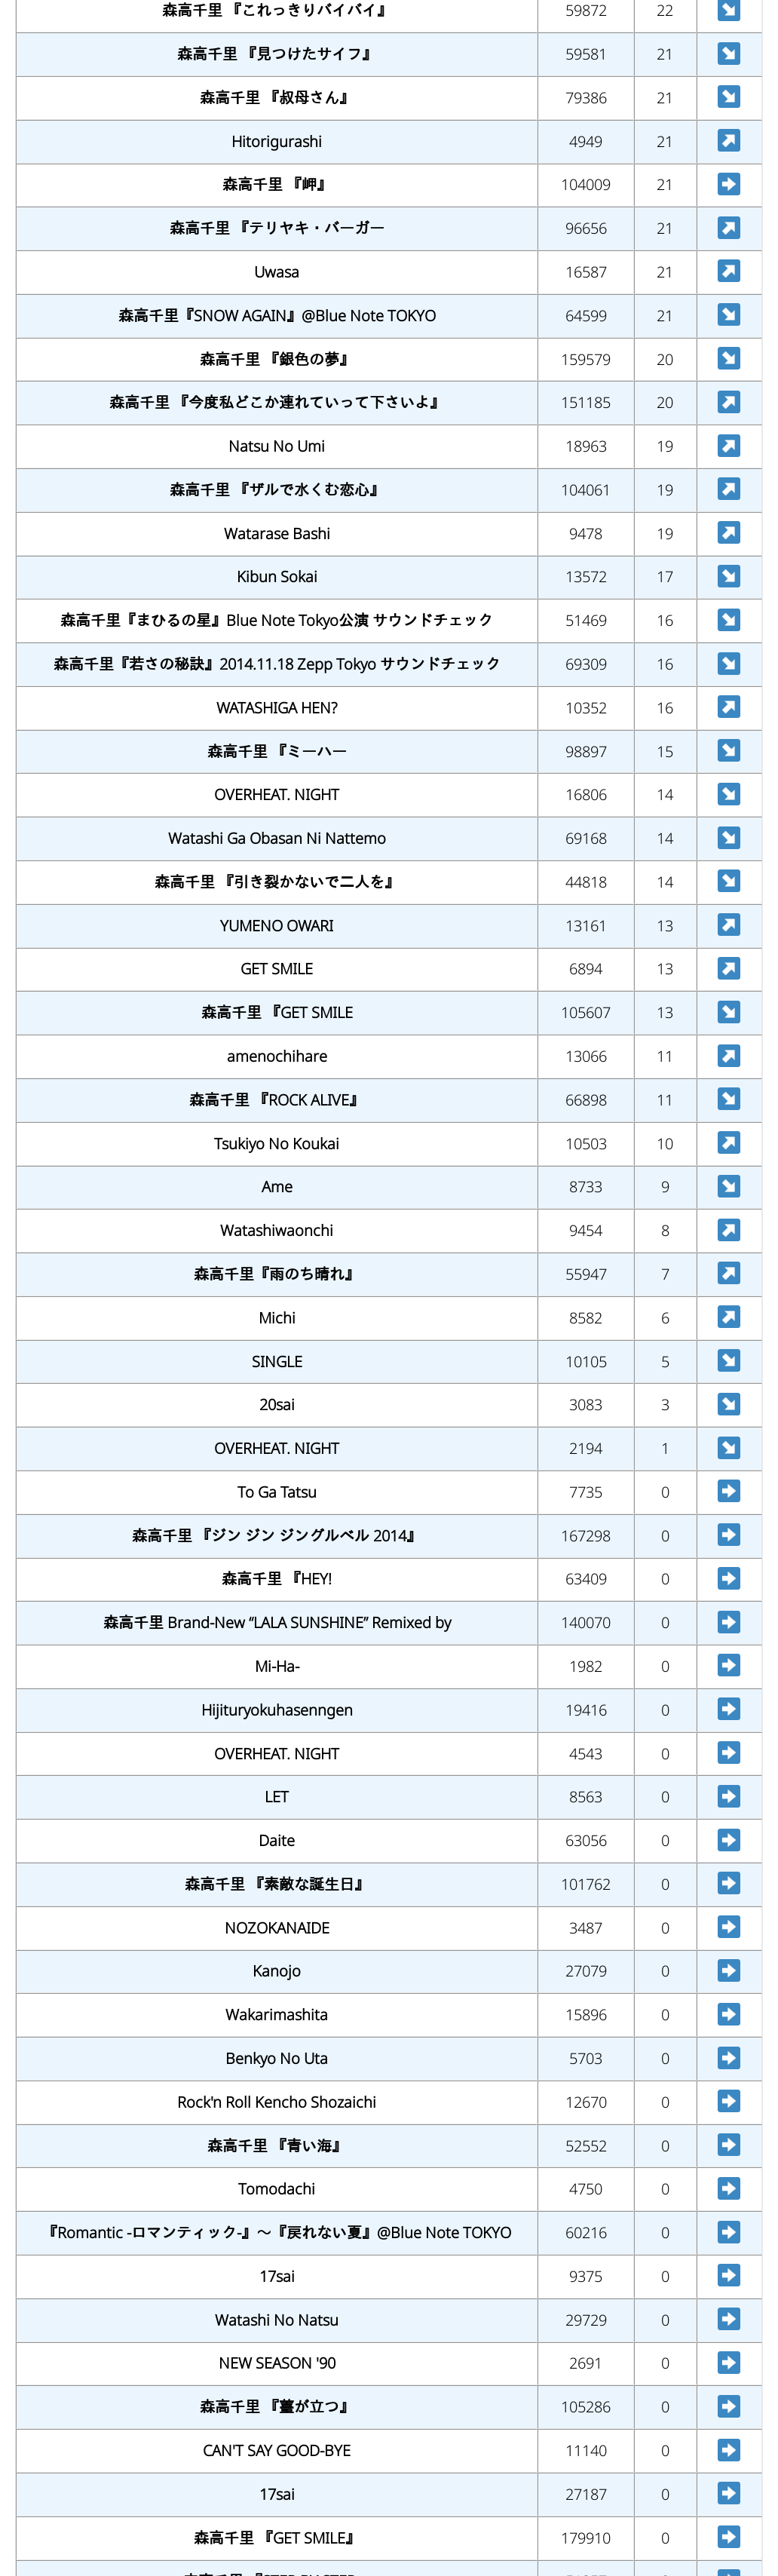 森高千里 『これっきりバイバイ』 59872 22
森高千里 『見つけたサイフ』 59581 21
森高千里 『叔母さん』 79386 21
Hitorigurashi 4949 21
森高千里 『岬』 104009 21
森高千里 『テリヤキ・バーガー 96656 21
Uwasa 16587 21
森高千里『SNOW AGAIN』@Blue Note TOKYO 64599 21
森高千里 『銀色の夢』 159579 20
森高千里 『今度私どこか連れていって下さいよ』 151185 20
Natsu No Umi 18963 19
森高千里 『ザルで水くむ恋心』 104061 19
Watarase Bashi 9478 19
Kibun Sokai 13572 17
森高千里『まひるの星』Blue Note Tokyo公演 サウンドチェック 51469 16
森高千里『若さの秘訣』2014.11.18 Zepp Tokyo サウンドチェック 69309 16
WATASHIGA HEN? 10352 16
森高千里 『ミーハー 98897 15
OVERHEAT. NIGHT 16806 14
Watashi Ga Obasan Ni Nattemo 69168 14
森高千里 『引き裂かないで二人を』 44818 14
YUMENO OWARI 13161 13
GET SMILE 6894 13
森高千里 『GET SMILE 105607 13
amenochihare 13066 11
森高千里 『ROCK ALIVE』 66898 11
Tsukiyo No Koukai 10503 10
Ame 8733 9
Watashiwaonchi 9454 8
森高千里『雨のち晴れ』 55947 7
Michi 8582 6
SINGLE 10105 5
20sai 3083 3
OVERHEAT. NIGHT 2194 1
To Ga Tatsu 7735 0
森高千里 『ジン ジン ジングルベル 2014』 167298 0
森高千里 『HEY! 63409 0
森高千里 Brand-New “LALA SUNSHINE” Remixed by 140070 0
Mi-Ha- 1982 0
Hijituryokuhasenngen 19416 0
OVERHEAT. NIGHT 4543 0
LET 8563 0
Daite 63056 0
森高千里 『素敵な誕生日』 101762 0
NOZOKANAIDE 3487 0
Kanojo 27079 0
Wakarimashita 15896 0
Benkyo No Uta 5703 0
Rock'n Roll Kencho Shozaichi 12670 0
森高千里 『青い海』 52552 0
Tomodachi 4750 0
『Romantic -ロマンティック-』～『戻れない夏』@Blue Note TOKYO 60216 0
17sai 9375 0
Watashi No Natsu 29729 0
NEW SEASON '90 2691 0
森高千里 『薹が立つ』 105286 0
CAN'T SAY GOOD-BYE 11140 0
17sai 27187 0
森高千里 『GET SMILE』 179910 0